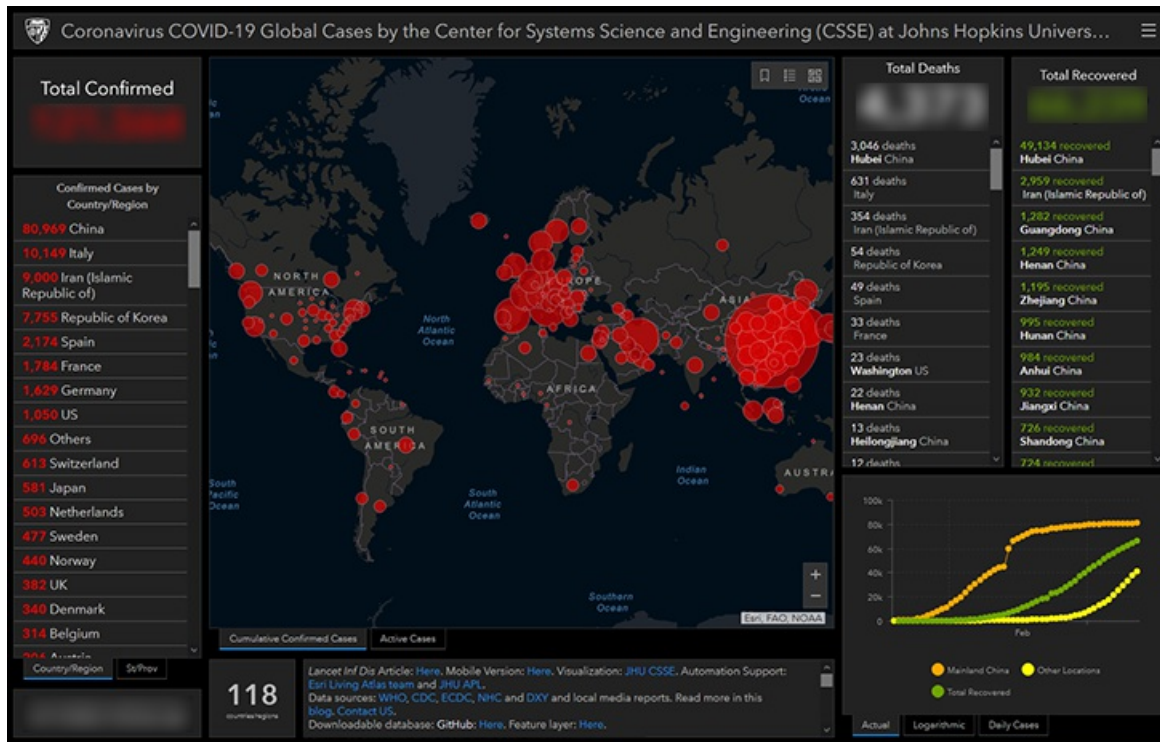 Coronavirus COVID-19 Global Cases by the Center for Systems Science and Engineering (CSSE) at Johns Hopkins Univers...
Total Confirmed
Confirmed Cases by
Country/Region
80,969 China
10,149 Italy
9,000 Iran (Islamic
Republic of)
7,755 Republic of Korea
2,174 Spain
1,784 France
1,629 Germany
1,050 US
696 Others
613 Switzerland
581 Japan
503 Netherlands
477 Sweden
440 Norway
382 UK
340 Denmark
314 Belgium
Country/Region
St/Prov
Ocean
NORTH
AMERICA
North
Atlantic
Ocean
ASIA
AFRICA
SOUTH
AMERICA
South
Pacific
Ocean
South
Atlantic
Ocean
Indian
Ocean
AUSTRA
Southern
Ocean
+
−
Esri, FAO, NOAA
Cumulative Confirmed Cases
Active Cases
118
countries/regions
Lancet Inf Dis Article: Here. Mobile Version: Here. Visualization: JHU CSSE. Automation Support:
Esri Living Atlas team and JHU APL.
Data sources: WHO, CDC, ECDC, NHC and DXY and local media reports. Read more in this
blog. Contact US.
Downloadable database: GitHub: Here. Feature layer: Here.
Total Deaths
3,046 deaths
Hubei China
631 deaths
Italy
354 deaths
Iran (Islamic Republic of)
54 deaths
Republic of Korea
49 deaths
Spain
33 deaths
France
23 deaths
Washington US
22 deaths
Henan China
13 deaths
Heilongjiang China
12 deaths
Total Recovered
49,134 recovered
Hubei China
2,959 recovered
Iran (Islamic Republic of)
1,282 recovered
Guangdong China
1,249 recovered
Henan China
1,195 recovered
Zhejiang China
995 recovered
Hunan China
984 recovered
Anhui China
932 recovered
Jiangxi China
726 recovered
Shandong China
724 recovered
100k
80k
60k
40k
20k
0
Feb
Mainland China
Other Locations
Total Recovered
Actual
Logarithmic
Daily Cases